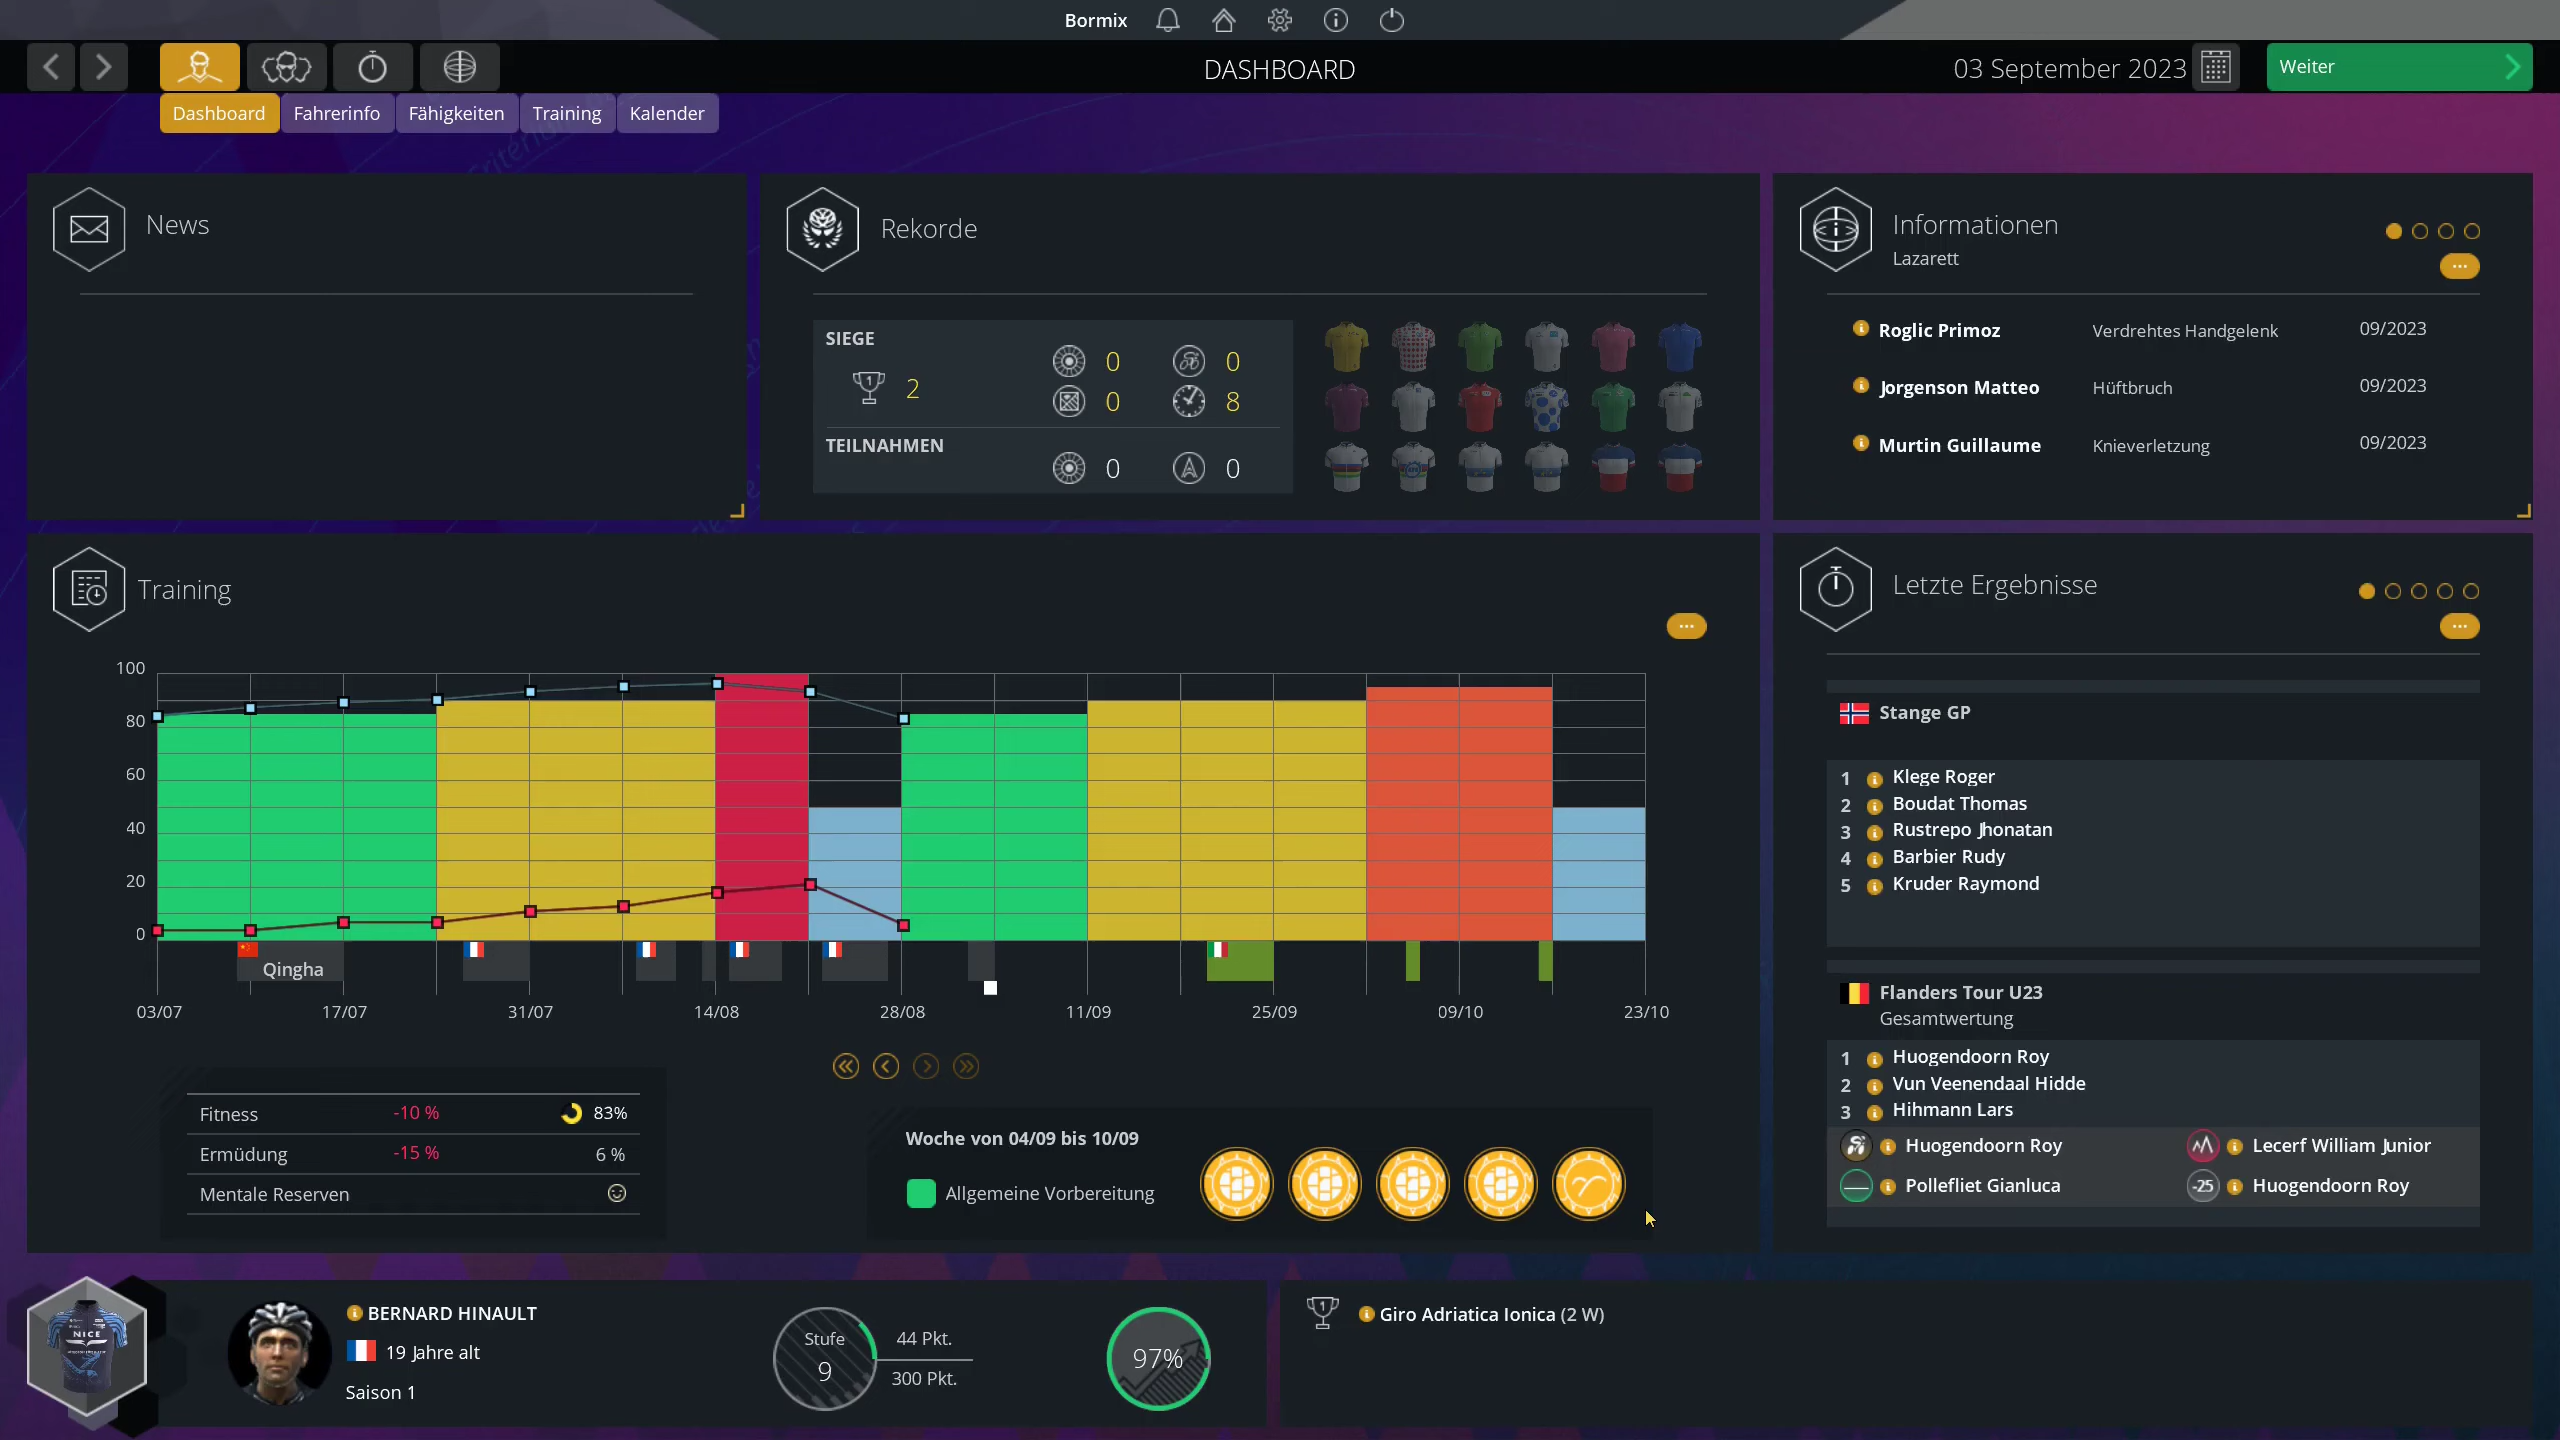 Bormix
DASHBOARD
03 September 2023
Weiter
Dashboard
Fahrerinfo
Fähigkeiten
Training
Kalender
News
Rekorde
SIEGE
2
0
0
0
8
TEILNAHMEN
0
0
Informationen
Lazarett
...
Roglic Primoz Verdrehtes Handgelenk 09/2023
Jorgenson Matteo Hüftbruch 09/2023
Murtin Guillaume Knieverletzung 09/2023
Training
...
100
80
60
40
20
0
Qingha
03/07 17/07 31/07 14/08 28/08 11/09 25/09 09/10 23/10
Fitness -10 % 83%
Ermüdung -15 % 6 %
Mentale Reserven
Woche von 04/09 bis 10/09
Allgemeine Vorbereitung
Letzte Ergebnisse
...
Stange GP
1 Klege Roger
2 Boudat Thomas
3 Rustrepo Jhonatan
4 Barbier Rudy
5 Kruder Raymond
Flanders Tour U23
Gesamtwertung
1 Huogendoorn Roy
2 Vun Veenendaal Hidde
3 Hihmann Lars
Huogendoorn Roy
Lecerf William Junior
Pollefliet Gianluca
-25 Huogendoorn Roy
NICE
BERNARD HINAULT
19 Jahre alt
Saison 1
Stufe
9
44 Pkt.
300 Pkt.
97%
1
Giro Adriatica Ionica (2 W)